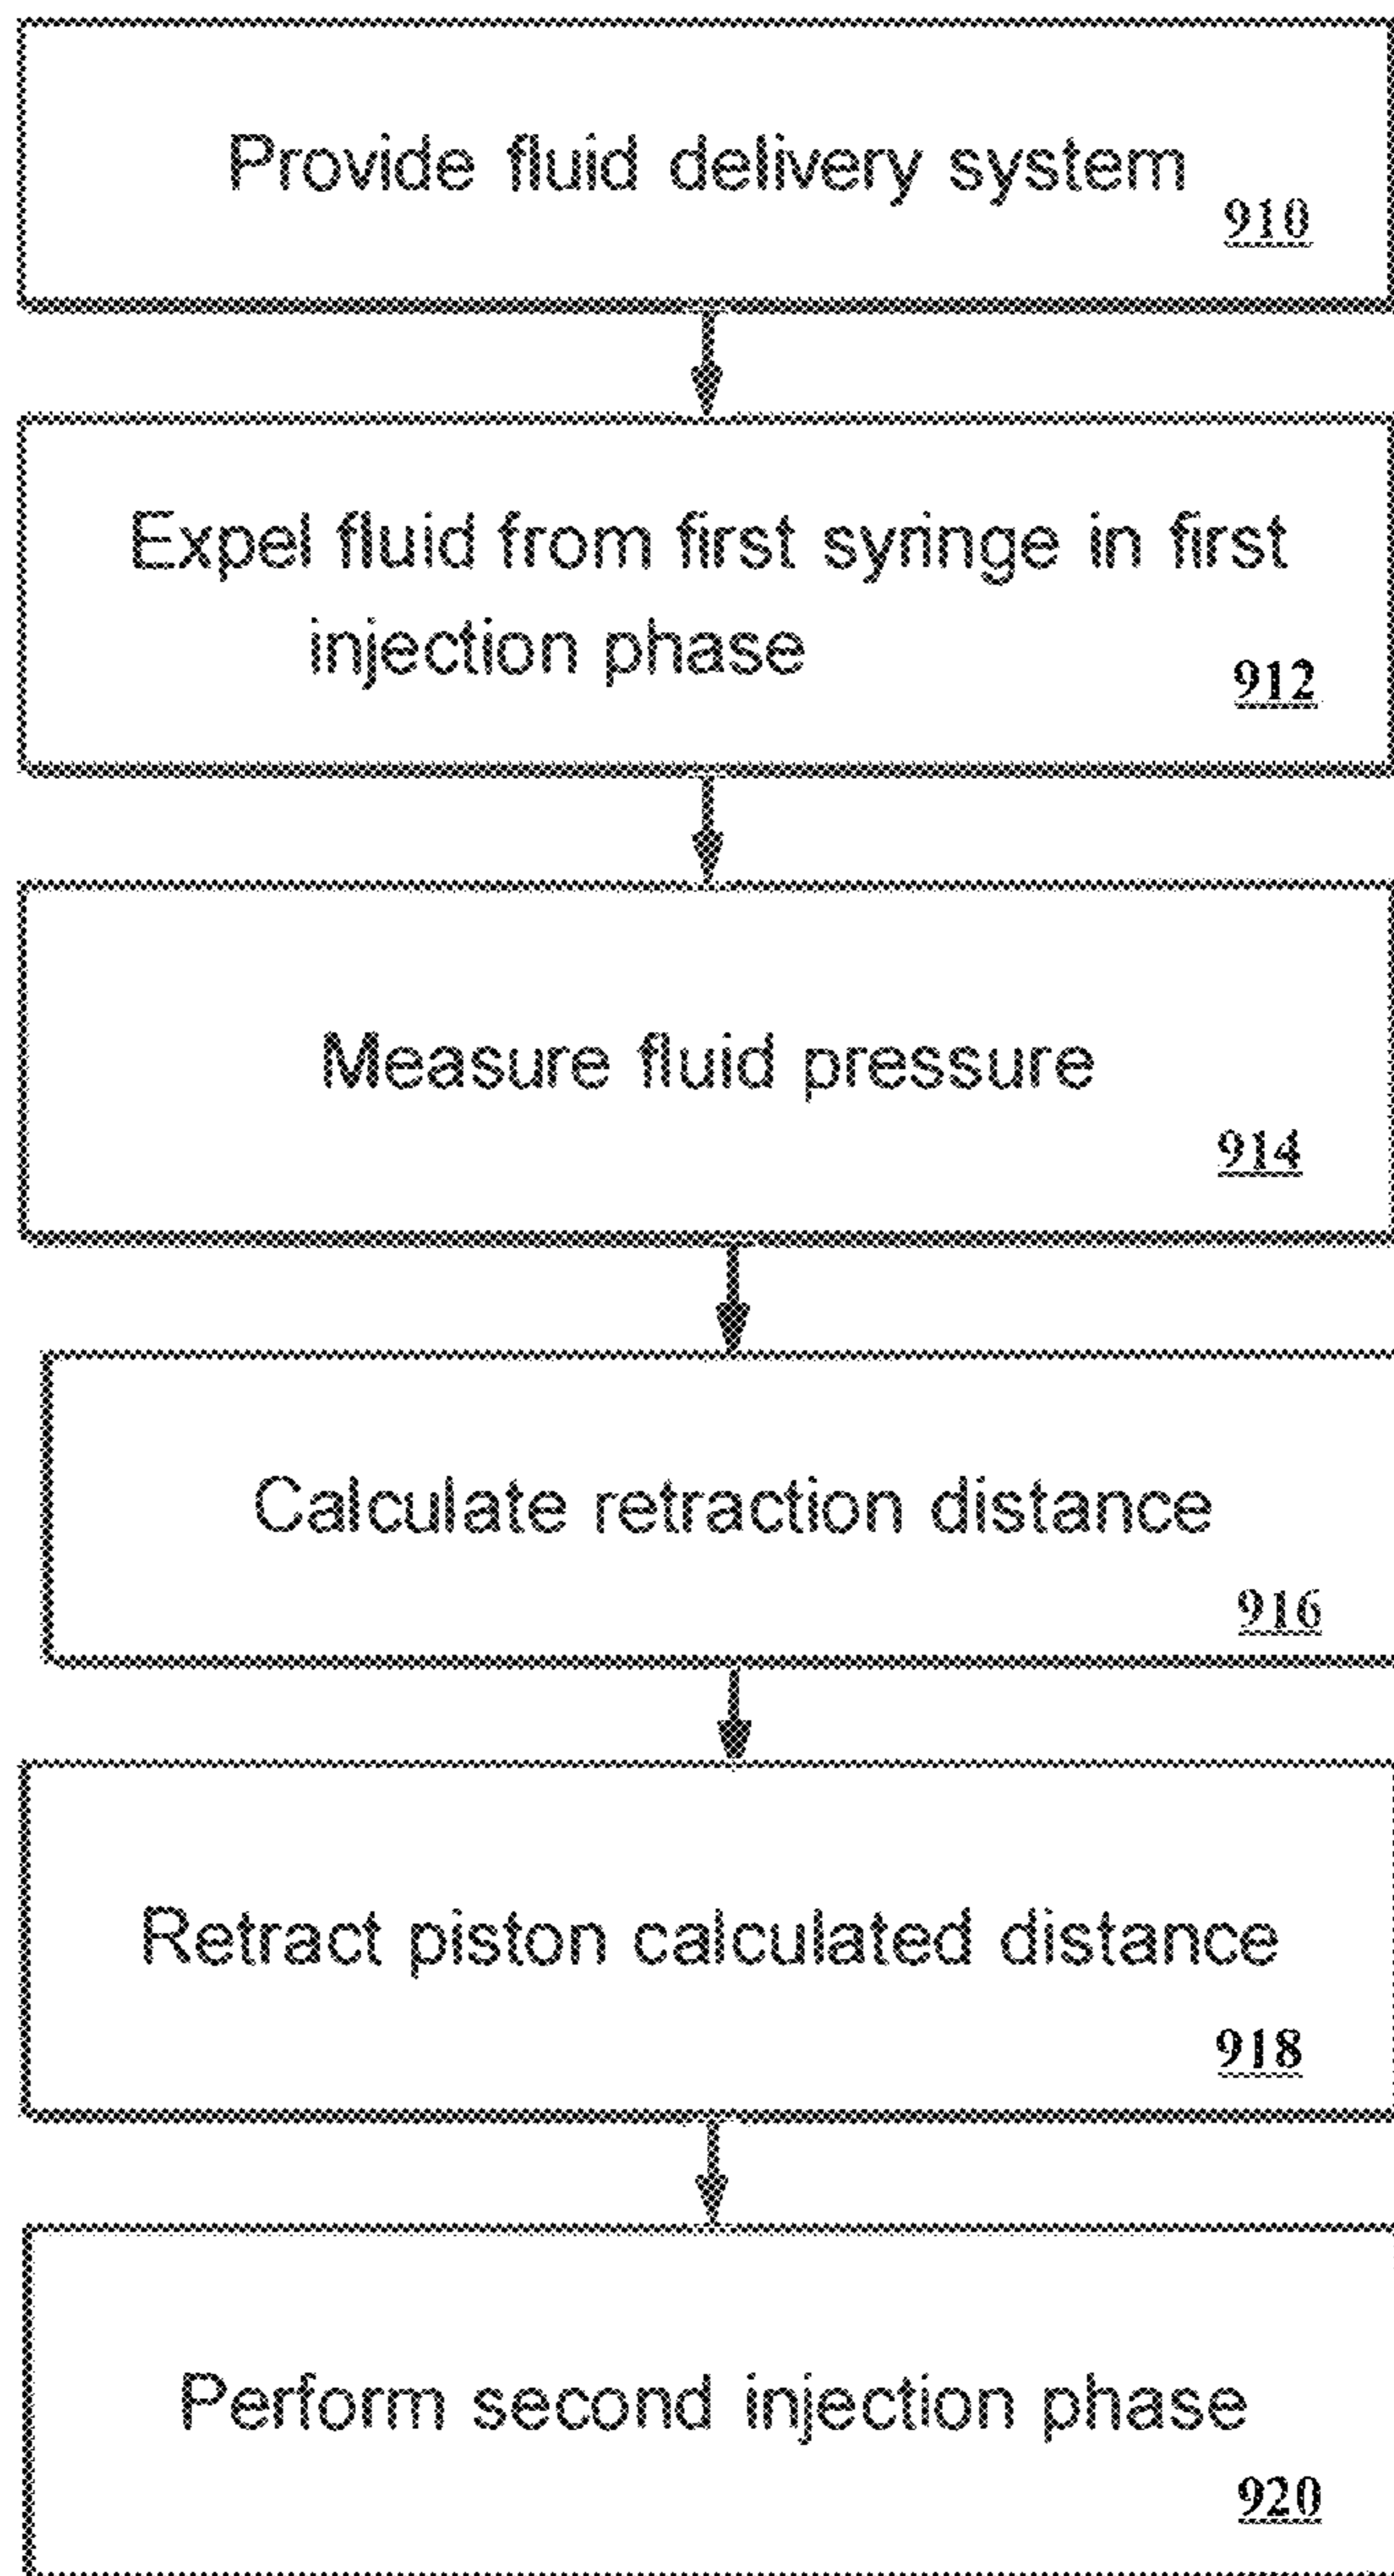 Provide fluid delivery system
910
Expel fluid from first syringe in first
injection phase
912
Measure fluid pressure
914
Calculate retraction distance
916
Retract piston calculated distance
918
Perform second injection phase
920